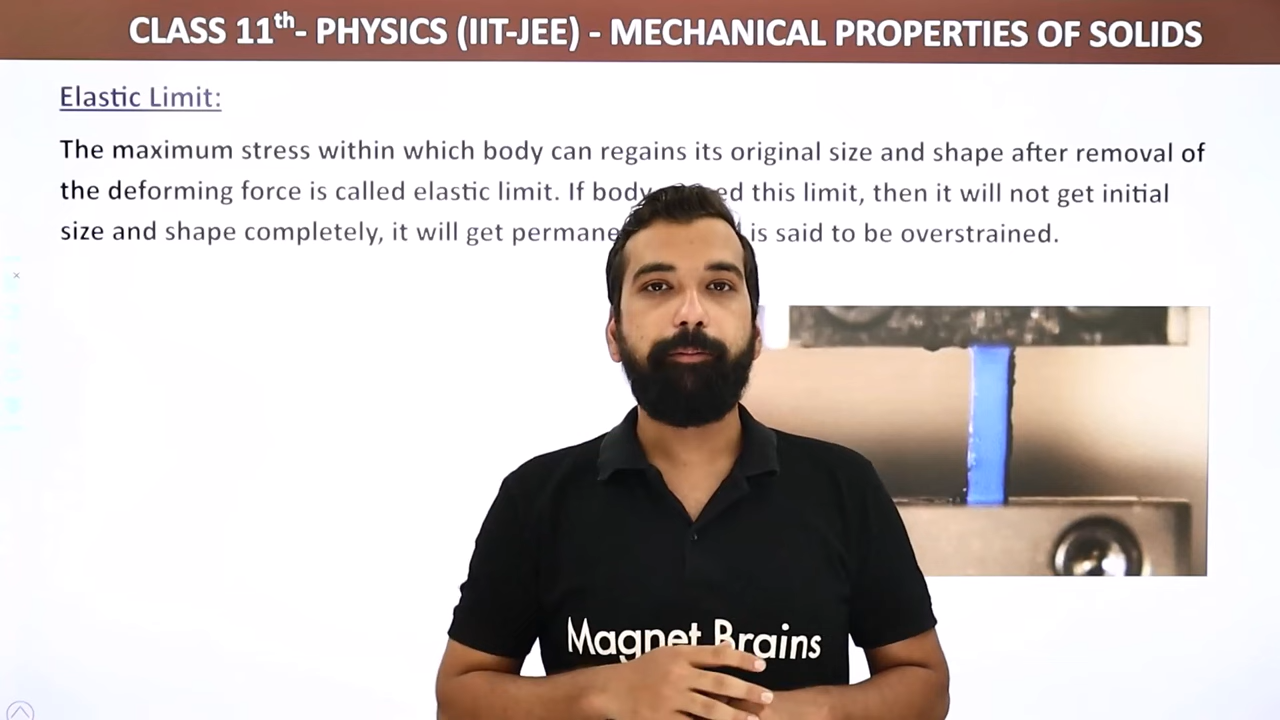 CLASS 11th- PHYSICS (IIT-JEE) - MECHANICAL PROPERTIES OF SOLIDS
Elastic Limit:
The maximum stress within which body can regains its original size and shape after removal of
the deforming force is called elastic limit. If body this limit, then it will not get initial
size and shape completely, it will get is said to be overstrained.
Magnet Brains